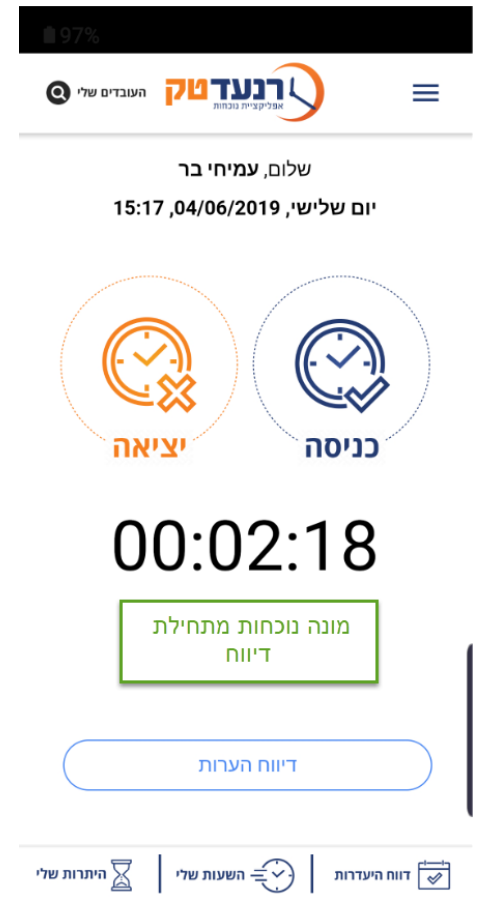 97%
רנעדטק
אפליקציית נוכחות
העובדים שלי
שלום, עמיחי בר
יום שלישי, 04/06/2019, 15:17
כניסה
יציאה
00:02:18
מונה נוכחות מתחילת
דיווח
דיווח הערות
דווח היעדרות
השעות שלי
היתרות שלי